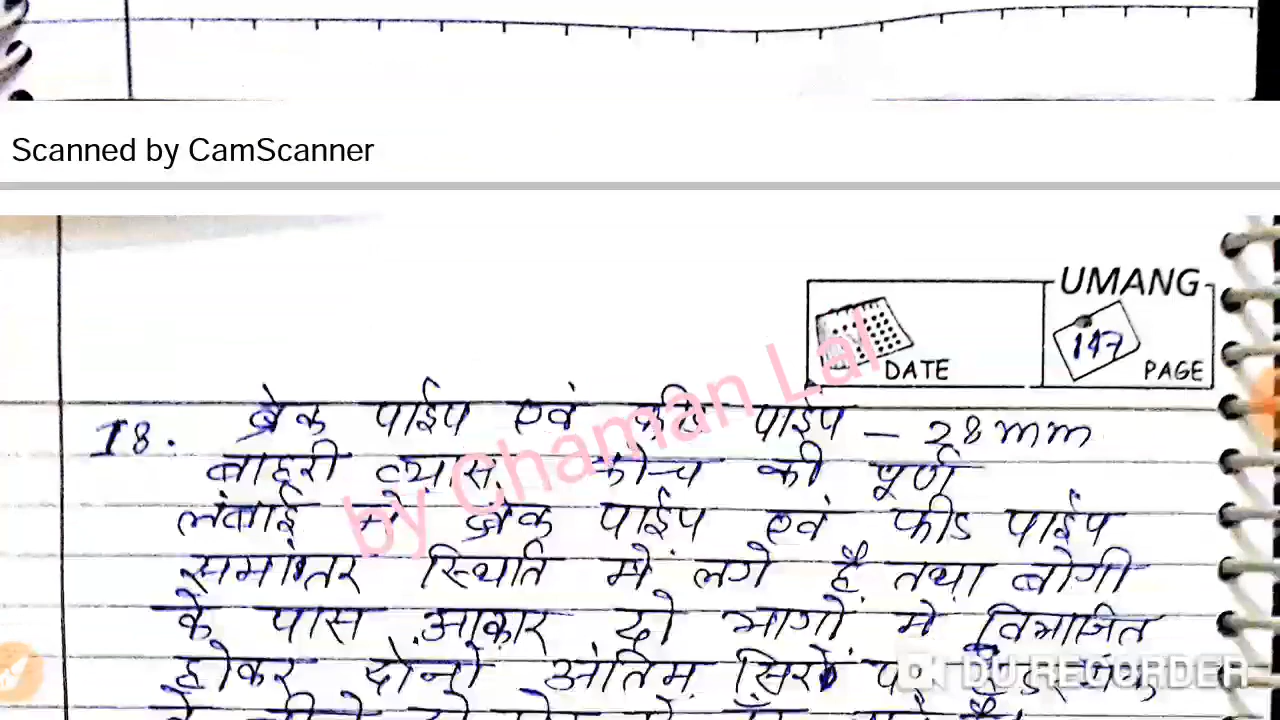 Scanned by CamScanner
UMANG
147
DATE
PAGE
by Chaman Lal
18. ब्रेक पाईप एवं फीड पाईप – 28 mm
बाहरी व्यास. कोच की पूर्ण
लंबाई में ब्रेक पाईप एवं फीड पाईप
समांतर स्थिति में लगे है तथा बोगी
के पास आकार दो भागों में विभाजित
होकर दोनों अंतिम सिरों पर
DU RECORDER